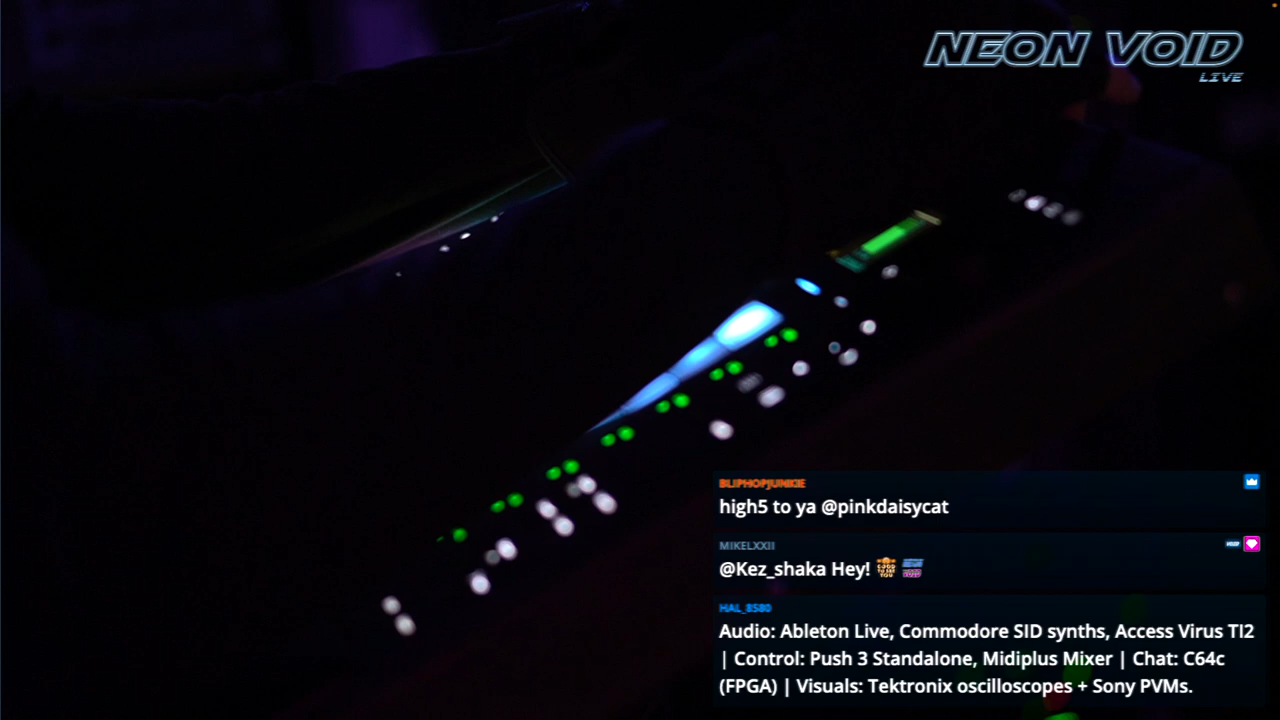 NEON VOID
LIVE
BLIPHOPJUNKIE
high5 to ya @pinkdaisycat
MIKELXXII
@Kez_shaka Hey!
HAL_8580
Audio: Ableton Live, Commodore SID synths, Access Virus TI2
| Control: Push 3 Standalone, Midiplus Mixer | Chat: C64c
(FPGA) | Visuals: Tektronix oscilloscopes + Sony PVMs.